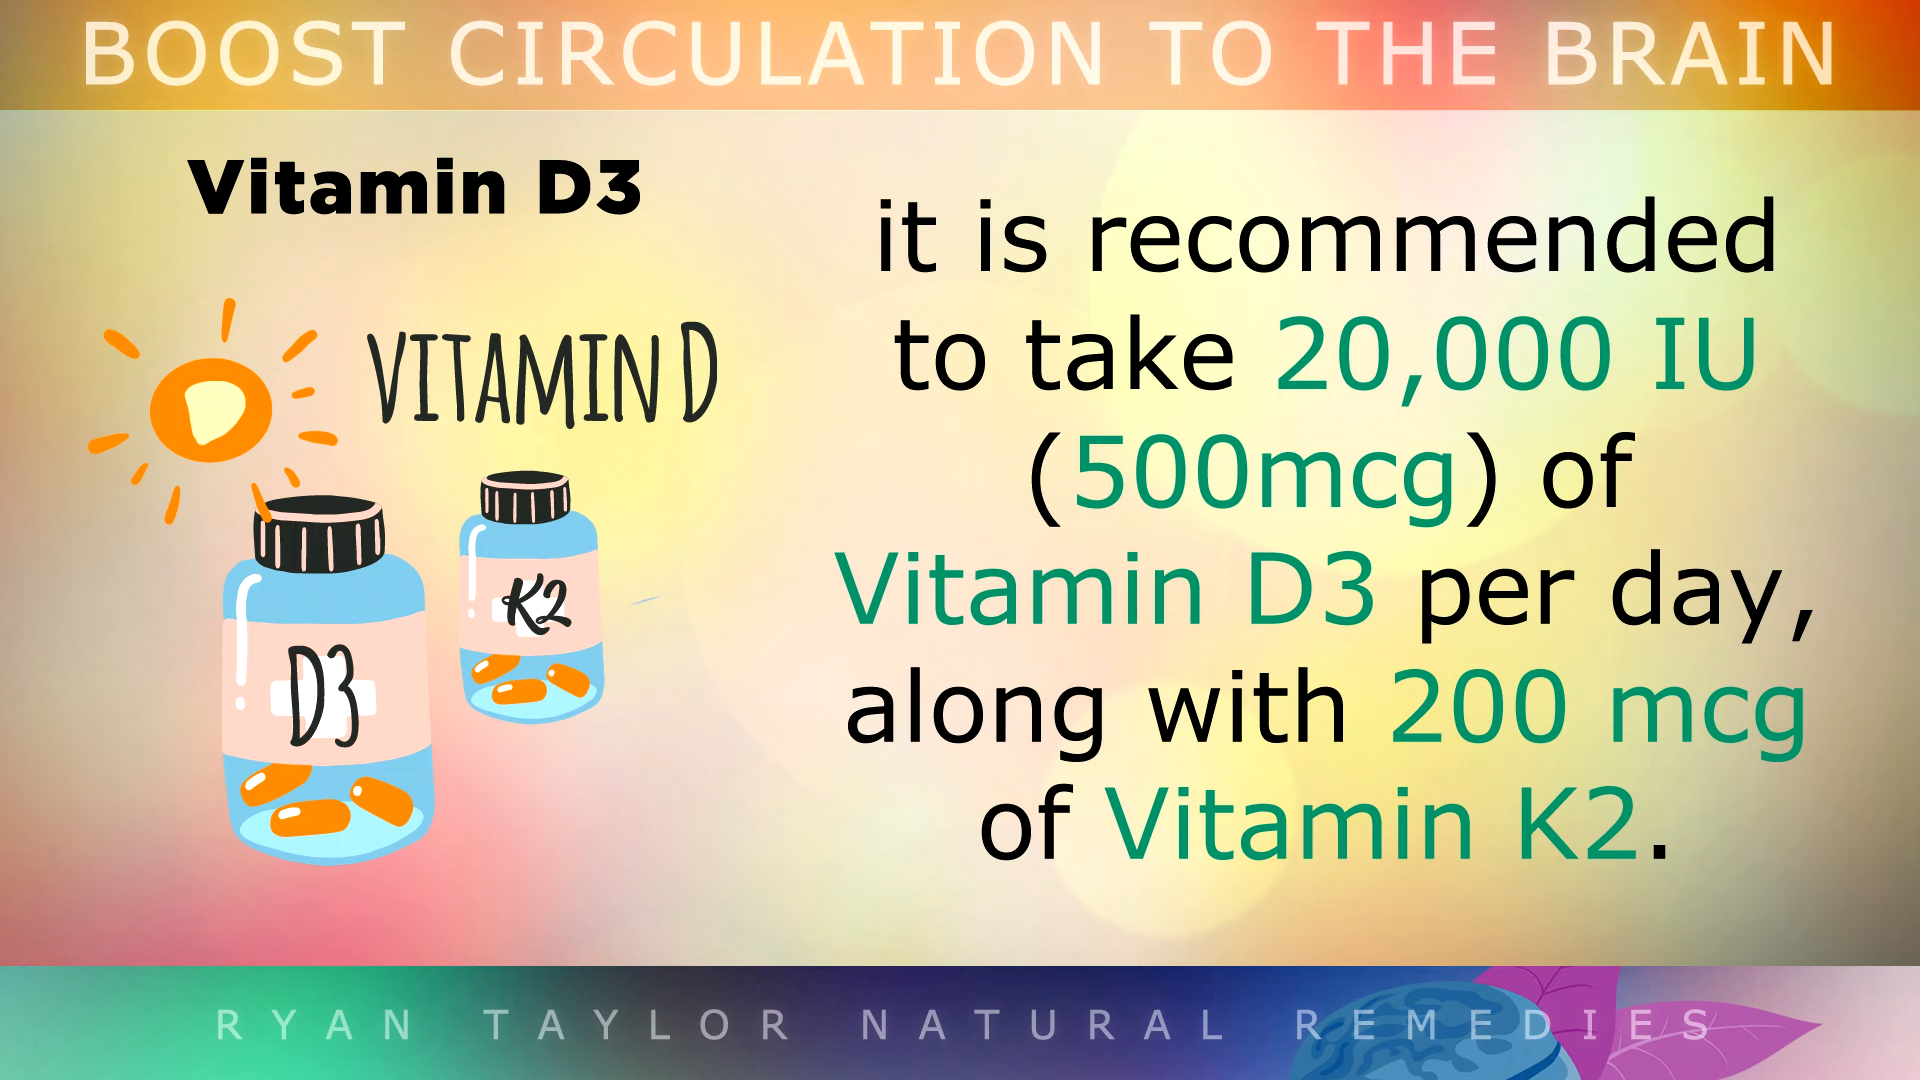 BOOST CIRCULATION TO THE BRAIN
Vitamin D3
VITAMIN D
D3
K2
it is recommended
to take 20,000 IU
(500mcg) of
Vitamin D3 per day,
along with 200 mcg
of Vitamin K2.
RYAN TAYLOR NATURAL REMEDIES